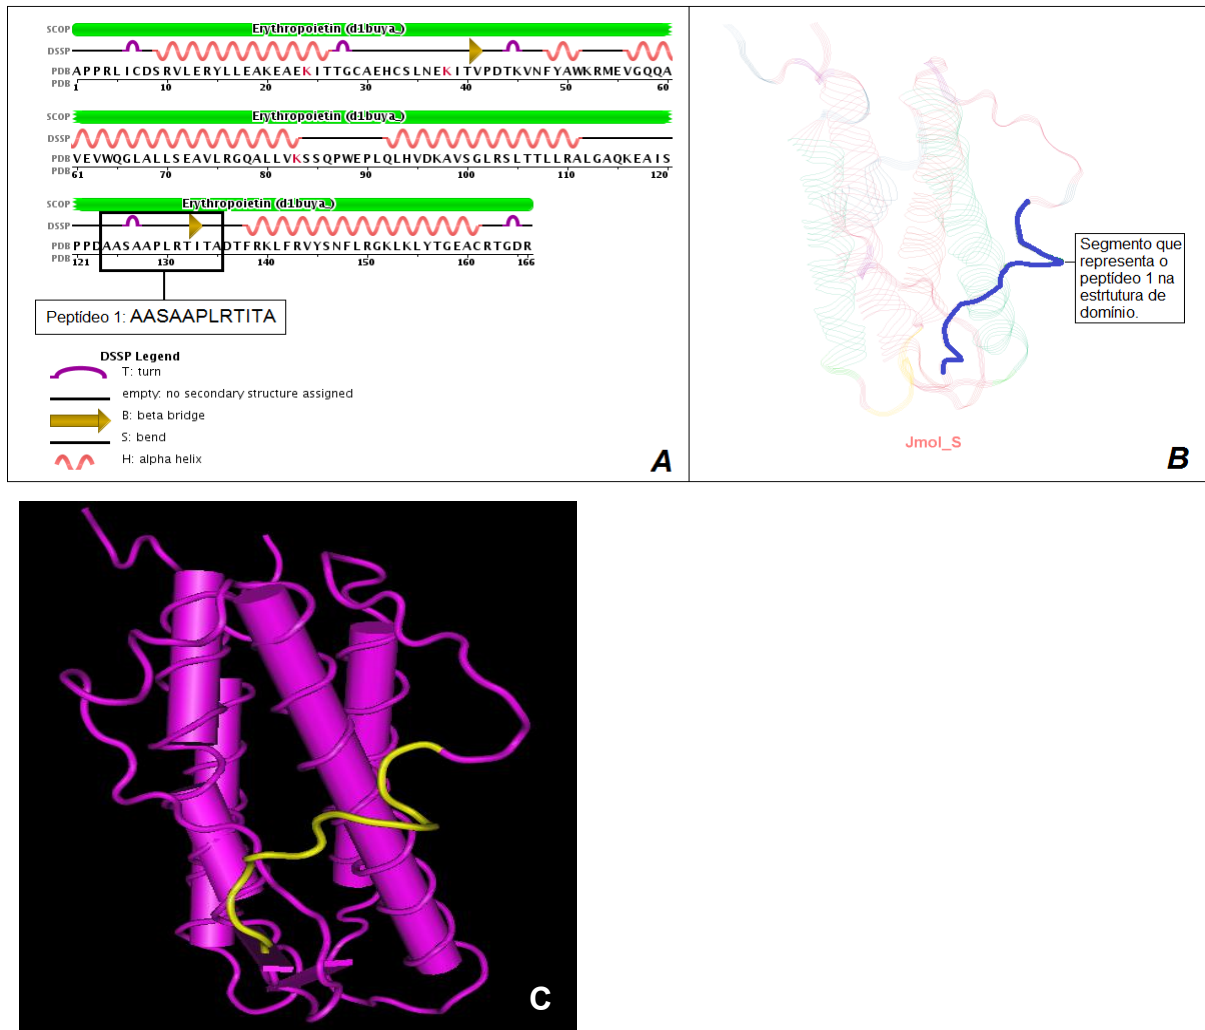 SCOP Erythropoietin (d1buya_)
DSSP
PDB APPRLICDSRVLERYLLEAKEAEKITTGCAEHCSLNEKITVPDTKVNFYAWKRMEVGQQA
PDB 1 10 20 30 40 50 60
SCOP Erythropoietin (d1buya_)
DSSP
PDB VEVWQGLALLSEAVLRGQALLVKSSQPWEPLQLHVDKAVSGLRSLTTLLRALGAQKEAIS
PDB 61 70 80 90 100 110 120
SCOP Erythropoietin (d1buya_)
DSSP
PDB PPDAASAAPLRTITADTFRKLFRVYSNFLRGKLKLYTGEACRTGDR
PDB 121 130 140 150 160 166
Peptídeo 1: AASAAPLRTITA
DSSP Legend
T: turn
empty: no secondary structure assigned
B: beta bridge
S: bend
H: alpha helix
A
Segmento que
representa o
peptídeo 1 na
estrtutura de
domínio.
Jmol_S
B
C